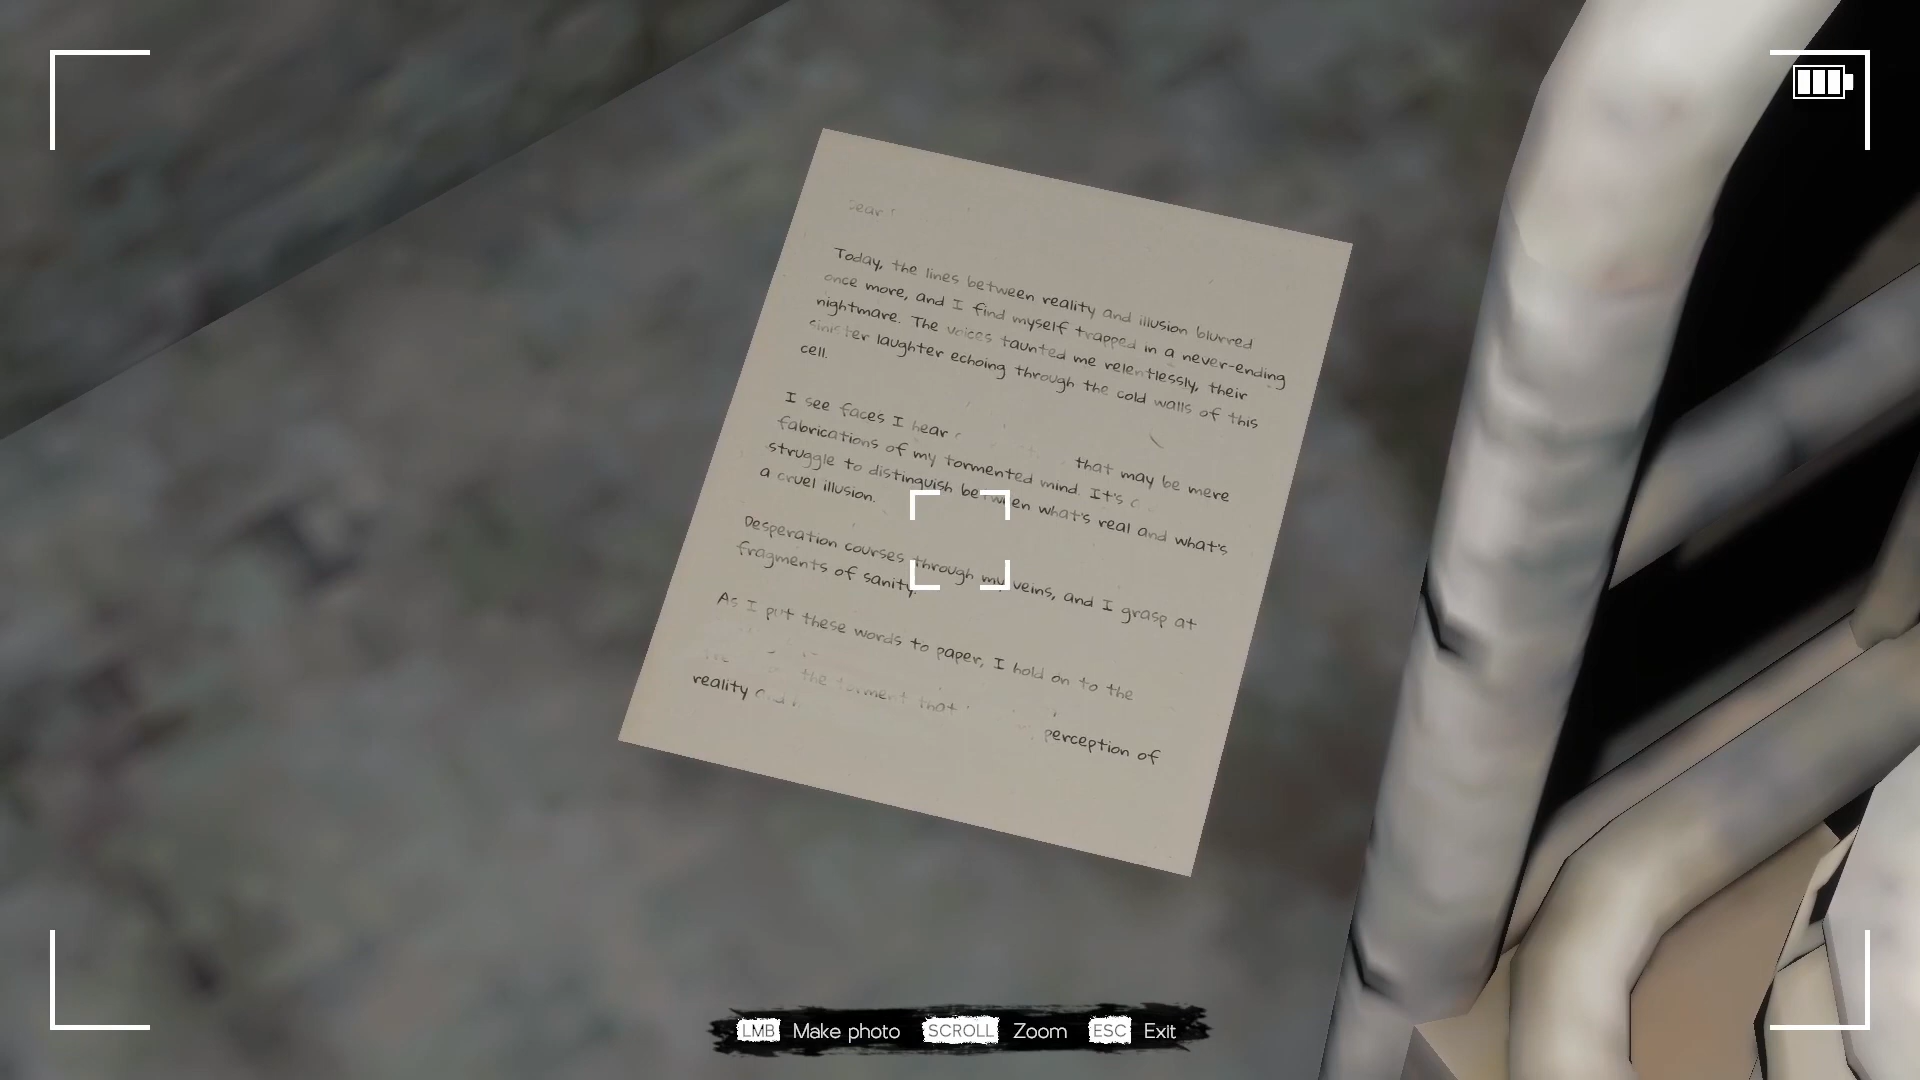 Today, the lines between reality and illusion blurred
once more, and I find myself trapped in a never-ending
nightmare. The voices taunted me relentlessly, their
sinister laughter echoing through the cold walls of this
cell.
I see faces I hear that may be mere
fabrications of my tormented mind. It's
struggle to distinguish between what's real and what's
a cruel illusion.
Desperation courses through my veins, and I grasp at
fragments of sanity.
As I put these words to paper, I hold on to the
the torment that perception of
reality
LMB Make photo SCROLL Zoom ESC Exit